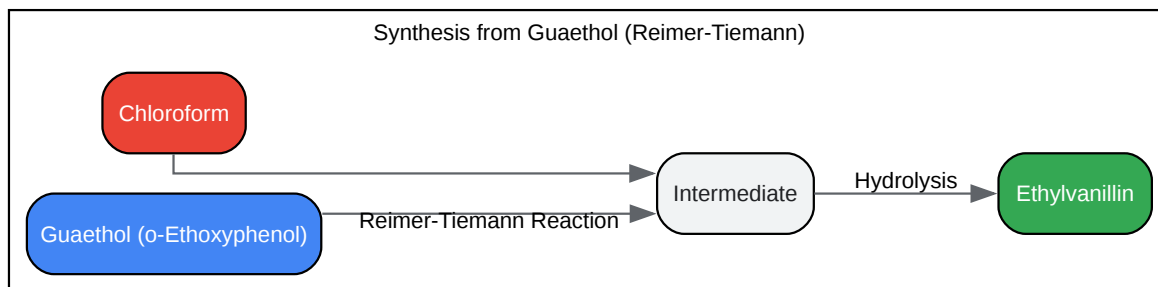 Synthesis from Guaethol (Reimer-Tiemann)
Chloroform
Guaethol (o-Ethoxyphenol)
Reimer-Tiemann Reaction
Intermediate
Hydrolysis
Ethylvanillin